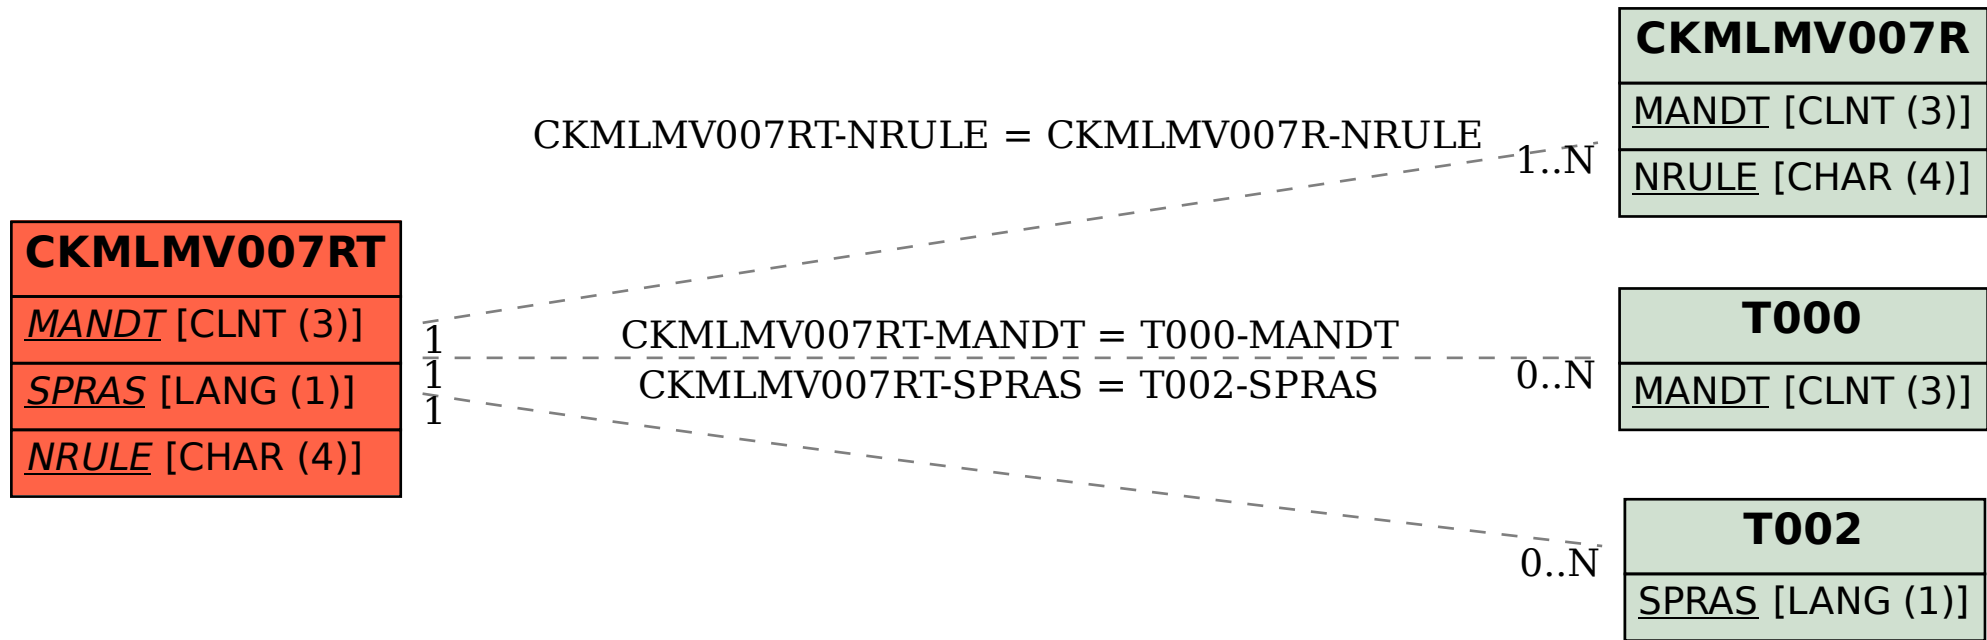 CKMLMV007RT
MANDT [CLNT (3)]
SPRAS [LANG (1)]
NRULE [CHAR (4)]
CKMLMV007RT-NRULE = CKMLMV007R-NRULE
1
1..N
CKMLMV007RT-MANDT = T000-MANDT
1
0..N
CKMLMV007RT-SPRAS = T002-SPRAS
1
0..N
CKMLMV007R
MANDT [CLNT (3)]
NRULE [CHAR (4)]
T000
MANDT [CLNT (3)]
T002
SPRAS [LANG (1)]